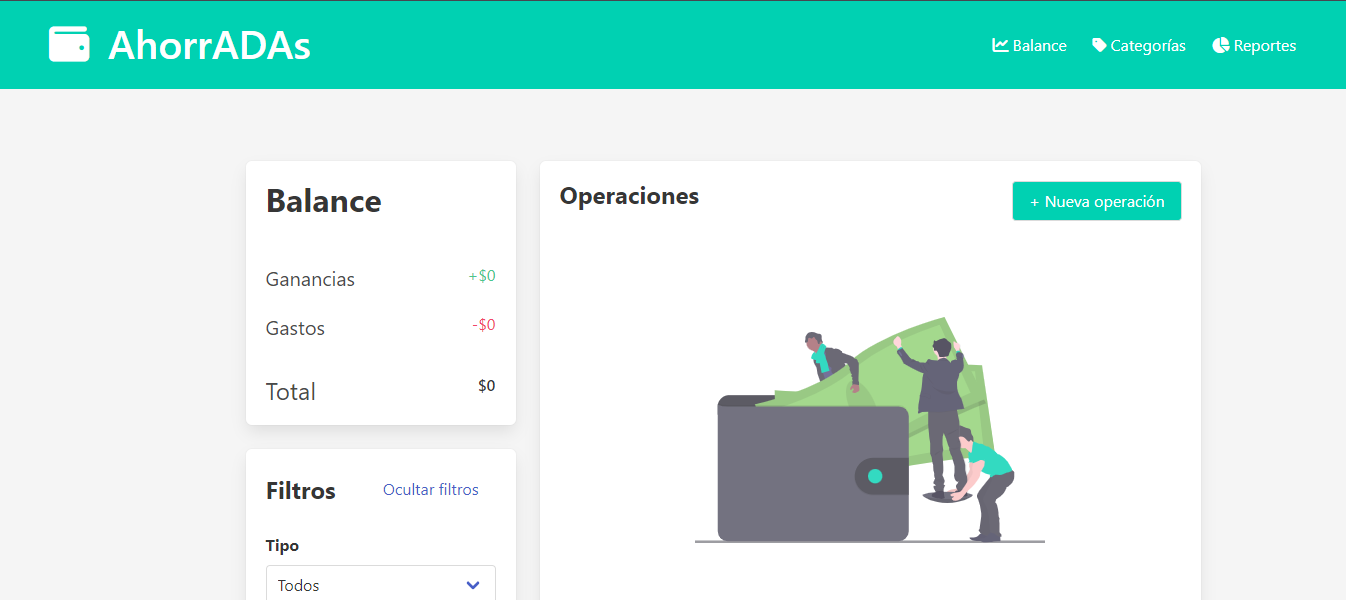 AhorrADAs
Balance
Categorías
Reportes
Balance
Ganancias +$0
Gastos -$0
Total $0
Filtros Ocultar filtros
Tipo
Todos
Operaciones
+ Nueva operación